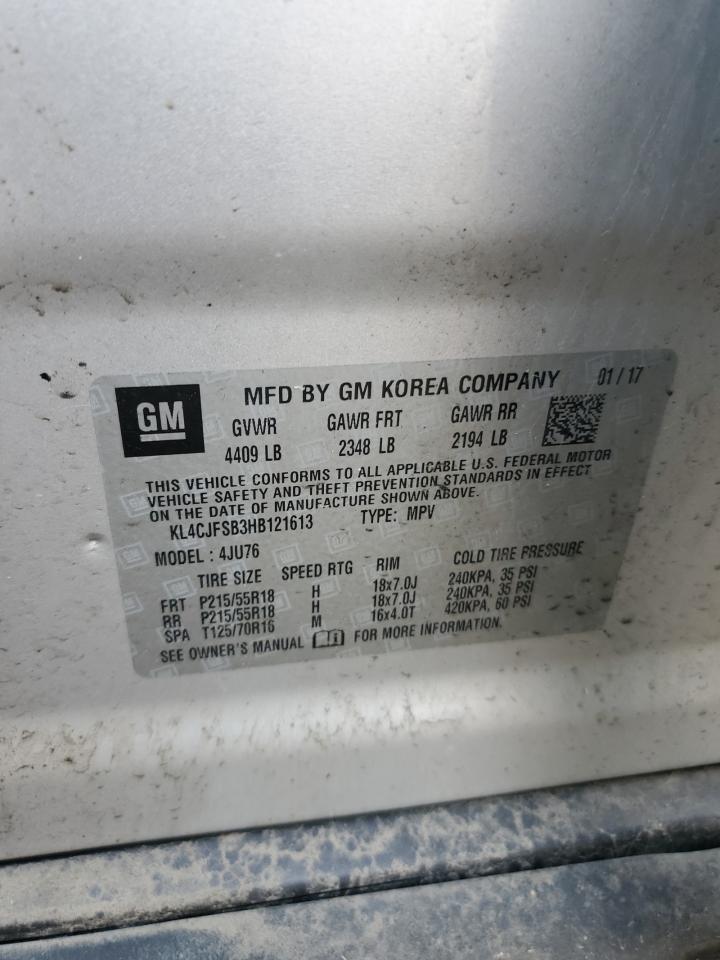 GM
MFD BY GM KOREA COMPANY 01/17
GVWR GAWR FRT GAWR RR
4409 LB 2348 LB 2194 LB
THIS VEHICLE CONFORMS TO ALL APPLICABLE U.S. FEDERAL MOTOR
VEHICLE SAFETY AND THEFT PREVENTION STANDARDS IN EFFECT
ON THE DATE OF MANUFACTURE SHOWN ABOVE.
KL4CJFSB3HB121613 TYPE: MPV
MODEL : 4JU76
TIRE SIZE SPEED RTG RIM COLD TIRE PRESSURE
FRT P215/55R18 H 18x7.0J 240KPA, 35 PSI
RR P215/55R18 H 18x7.0J 240KPA, 35 PSI
SPA T125/70R16 M 16x4.0T 420KPA, 60 PSI
SEE OWNER'S MANUAL FOR MORE INFORMATION.